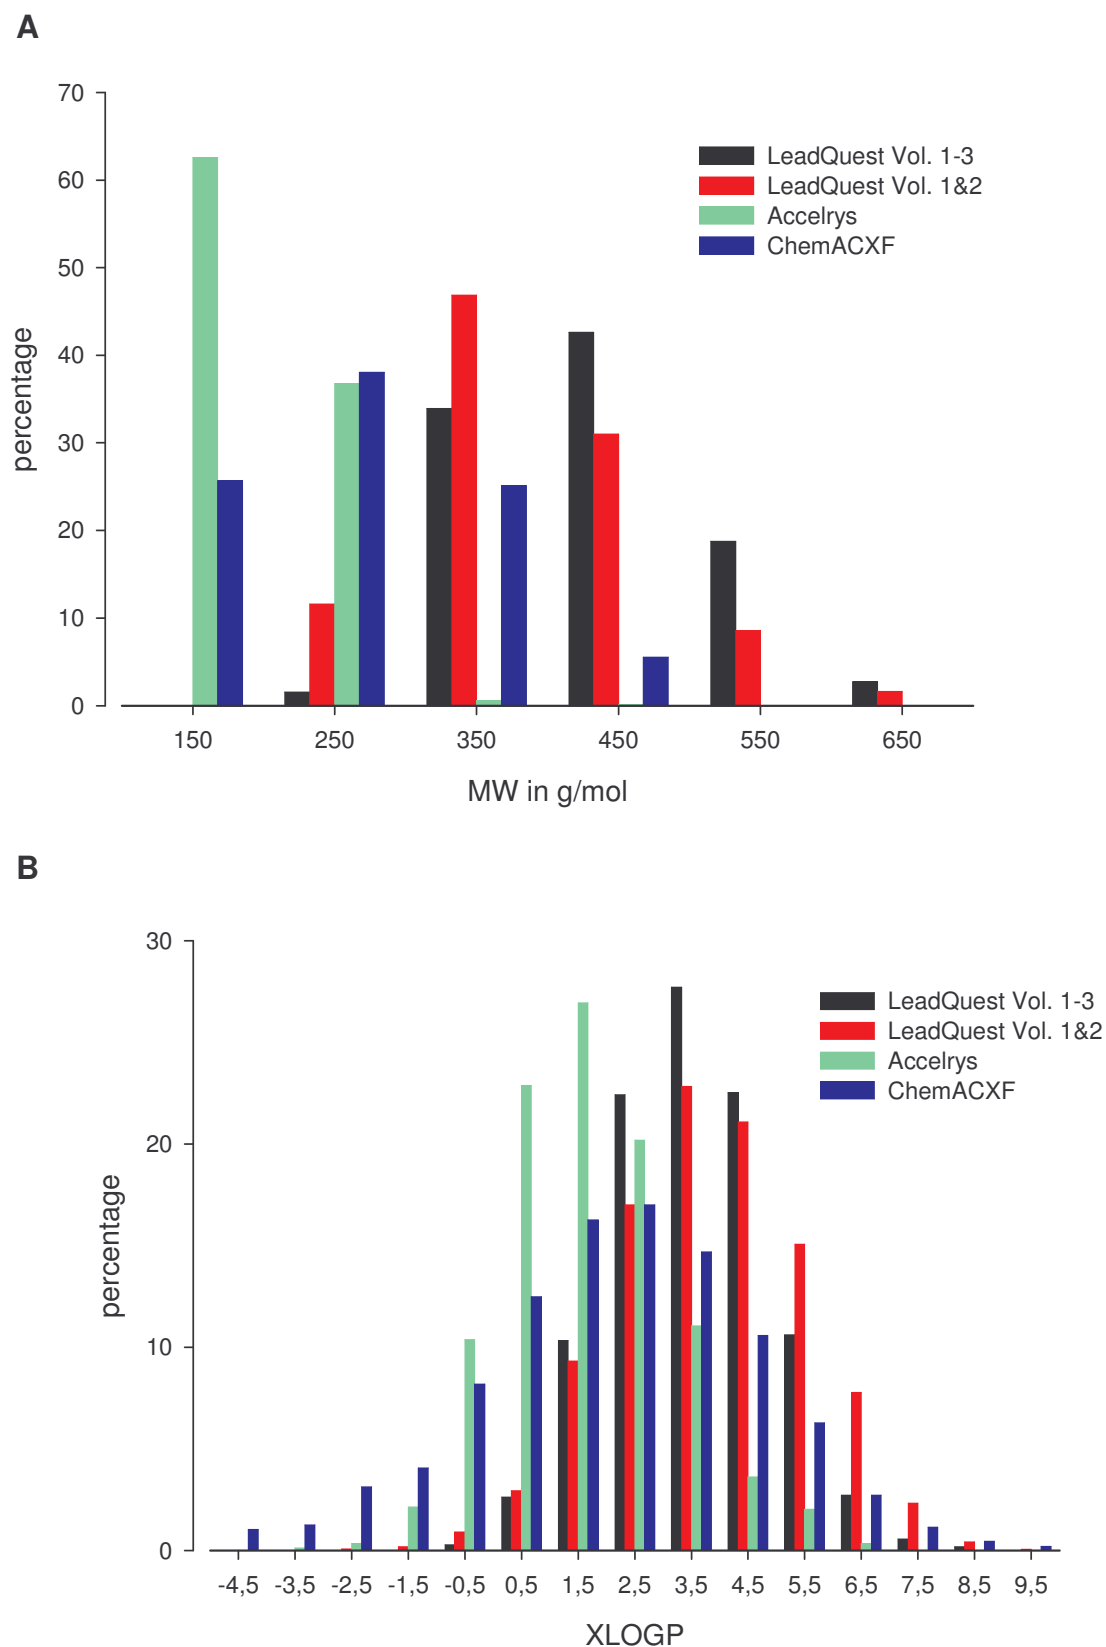 A
70
60
50
40
30
20
10
0
percentage
LeadQuest Vol. 1-3
LeadQuest Vol. 1&2
Accelrys
ChemACXF
150 250 350 450 550 650
MW in g/mol
B
30
20
10
0
percentage
LeadQuest Vol. 1-3
LeadQuest Vol. 1&2
Accelrys
ChemACXF
-4,5 -3,5 -2,5 -1,5 -0,5 0,5 1,5 2,5 3,5 4,5 5,5 6,5 7,5 8,5 9,5
XLOGP